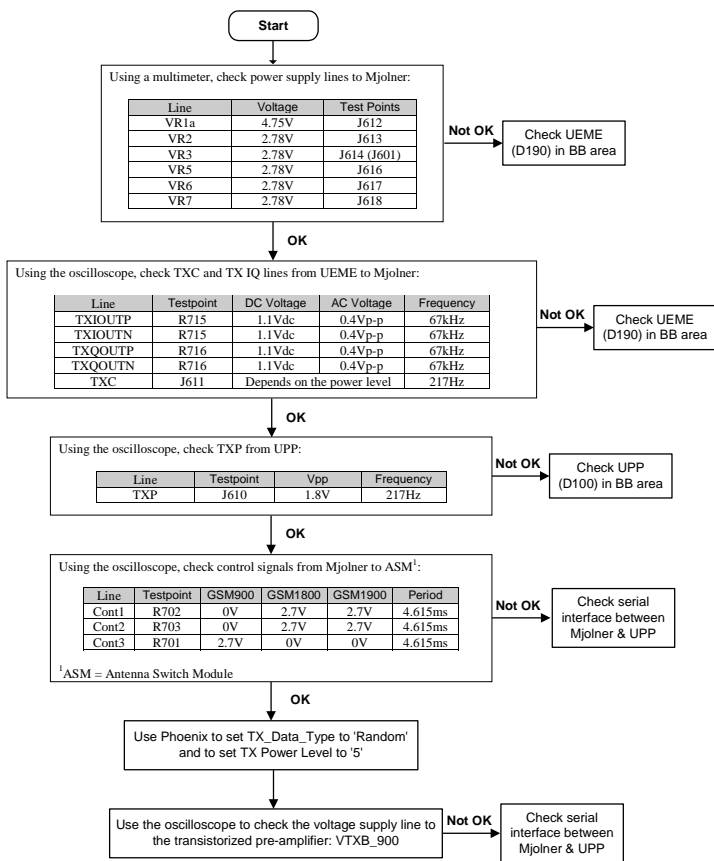 Start
Using a multimeter, check power supply lines to Mjolner:
Line Voltage Test Points
VR1a 4.75V J612
VR2 2.78V J613
VR3 2.78V J614 (J601)
VR5 2.78V J616
VR6 2.78V J617
VR7 2.78V J618
Not OK
Check UEME
(D190) in BB area
OK
Using the oscilloscope, check TXC and TX IQ lines from UEME to Mjolner:
Line Testpoint DC Voltage AC Voltage Frequency
TXIOUTP R715 1.1Vdc 0.4Vp-p 67kHz
TXIOUTN R715 1.1Vdc 0.4Vp-p 67kHz
TXQOUTP R716 1.1Vdc 0.4Vp-p 67kHz
TXQOUTN R716 1.1Vdc 0.4Vp-p 67kHz
TXC J611 Depends on the power level 217Hz
Not OK
Check UEME
(D190) in BB area
OK
Using the oscilloscope, check TXP from UPP:
Line Testpoint Vpp Frequency
TXP J610 1.8V 217Hz
Not OK
Check UPP
(D100) in BB area
OK
Using the oscilloscope, check control signals from Mjolner to ASM¹:
Line Testpoint GSM900 GSM1800 GSM1900 Period
Cont1 R702 0V 2.7V 2.7V 4.615ms
Cont2 R703 0V 2.7V 2.7V 4.615ms
Cont3 R701 2.7V 0V 0V 4.615ms
¹ASM = Antenna Switch Module
Not OK
Check serial
interface between
Mjolner & UPP
OK
Use Phoenix to set TX_Data_Type to 'Random'
and to set TX Power Level to '5'
Use the oscilloscope to check the voltage supply line to
the transistorized pre-amplifier: VTXB_900
Not OK
Check serial
interface between
Mjolner & UPP